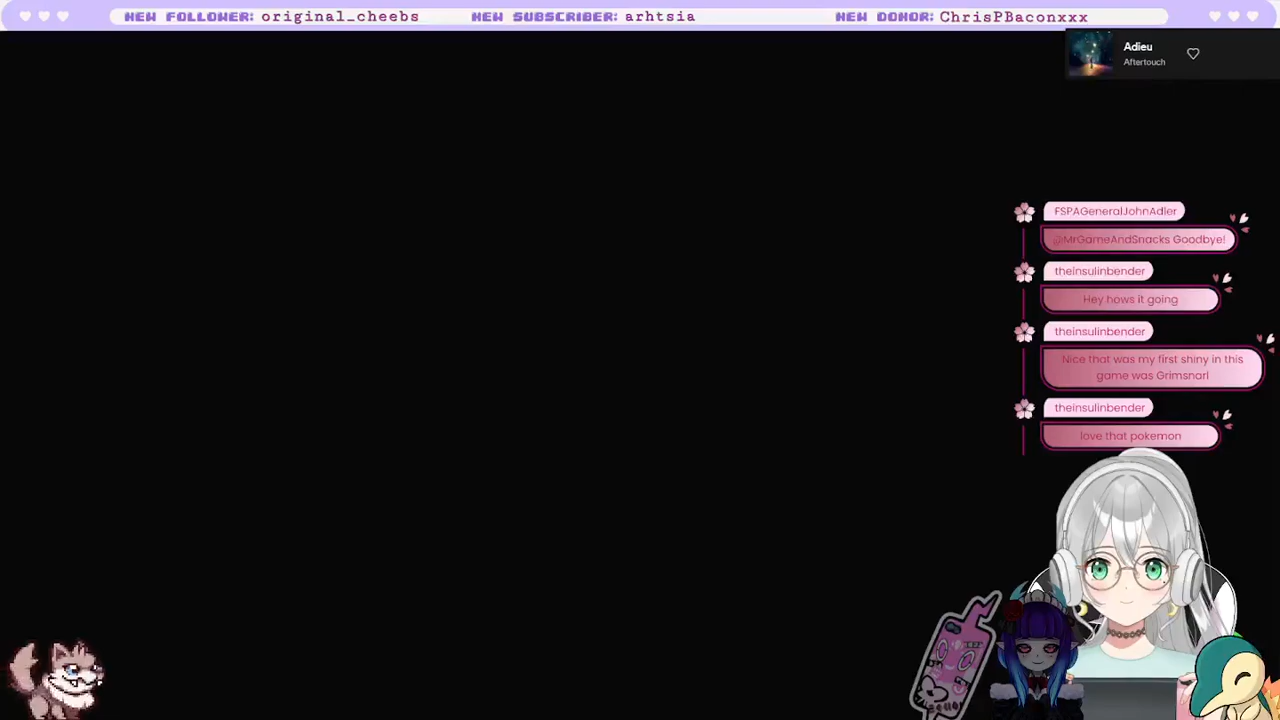 NEW FOLLOWER: original_cheebs
NEW SUBSCRIBER: arhtsia
NEW DONOR: ChrisPBaconxxx
Adieu
Aftertouch
FSPAGeneralJohnAdler
@MrGameAndSnacks Goodbye!
theinsulinbender
Hey hows it going
theinsulinbender
Nice that was my first shiny in this
game was Grimsnarl
theinsulinbender
love that pokemon